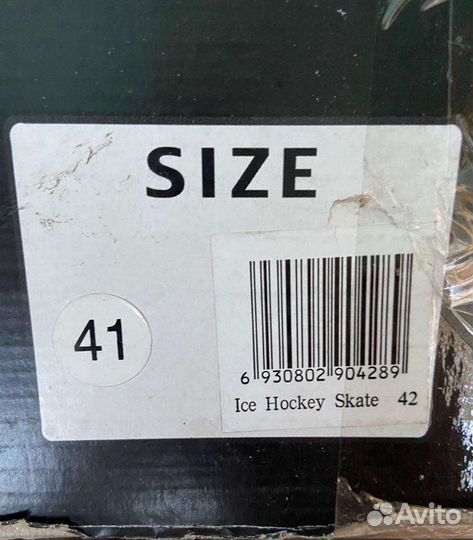 SIZE
41
6 930802 904289
Ice Hockey Skate 42
Avito